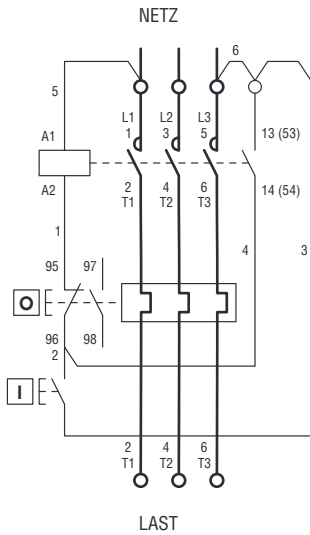 NETZ
6
5
L1 L2 L3
1 3 5
13 (53)
A1
A2
2 4 6
T1 T2 T3
14 (54)
1
4
3
95 97
O
96 98
2
I
2 4 6
T1 T2 T3
LAST